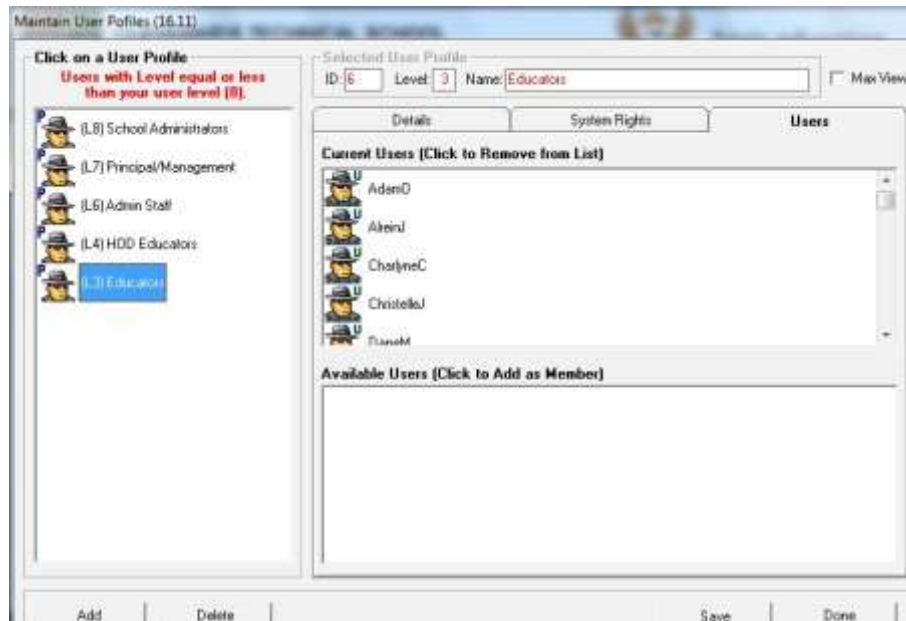 Maintain User Pofiles (16.11)
Click on a User Profile
Users with Level equal or less
than your user level (8).
(L8) School Administrators
(L7) Principal/Management
(L6) Admin Staff
(L4) HOD Educators
(L3) Educators
Selected User Profile
ID: 6 Level: 3 Name: Educators
Max View
Details System Rights Users
Current Users (Click to Remove from List)
AdamD
AlreinJ
CharlyneC
ChristelleJ
DanieM
Available Users (Click to Add as Member)
Add Delete Save Done